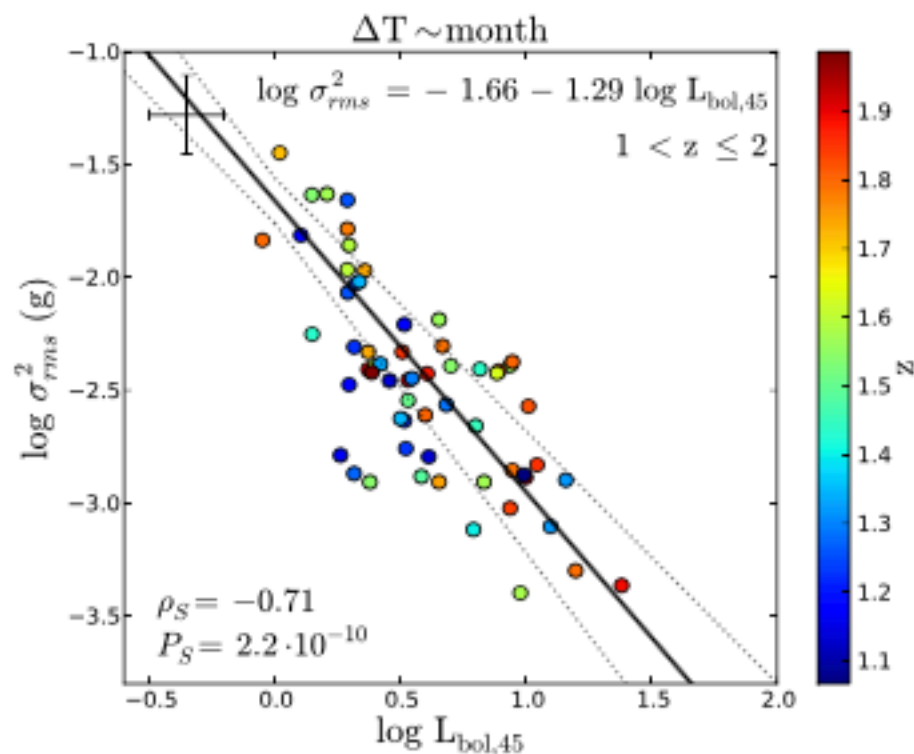 ΔT ~month
log σ²rms = − 1.66 − 1.29 log Lbol,45
1 < z ≤ 2
−1.0
−1.5
−2.0
−2.5
−3.0
−3.5
log σ²rms (g)
ρS = −0.71
PS = 2.2 · 10⁻¹⁰
−0.5 0.0 0.5 1.0 1.5 2.0
log Lbol,45
1.9
1.8
1.7
1.6
1.5
1.4
1.3
1.2
1.1
z